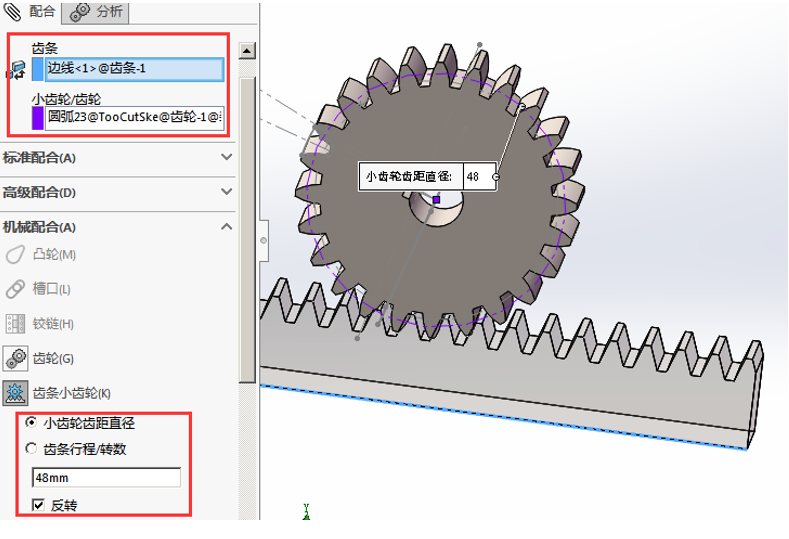 配合 分析
齿条
边线<1>@齿条-1
小齿轮/齿轮
圆弧23@TooCutSke@齿轮-1@
标准配合(A)
高级配合(D)
机械配合(A)
凸轮(M)
槽口(L)
铰链(H)
齿轮(G)
齿条小齿轮(K)
小齿轮齿距直径
齿条行程/转数
48mm
反转
小齿轮齿距直径: 48
Y